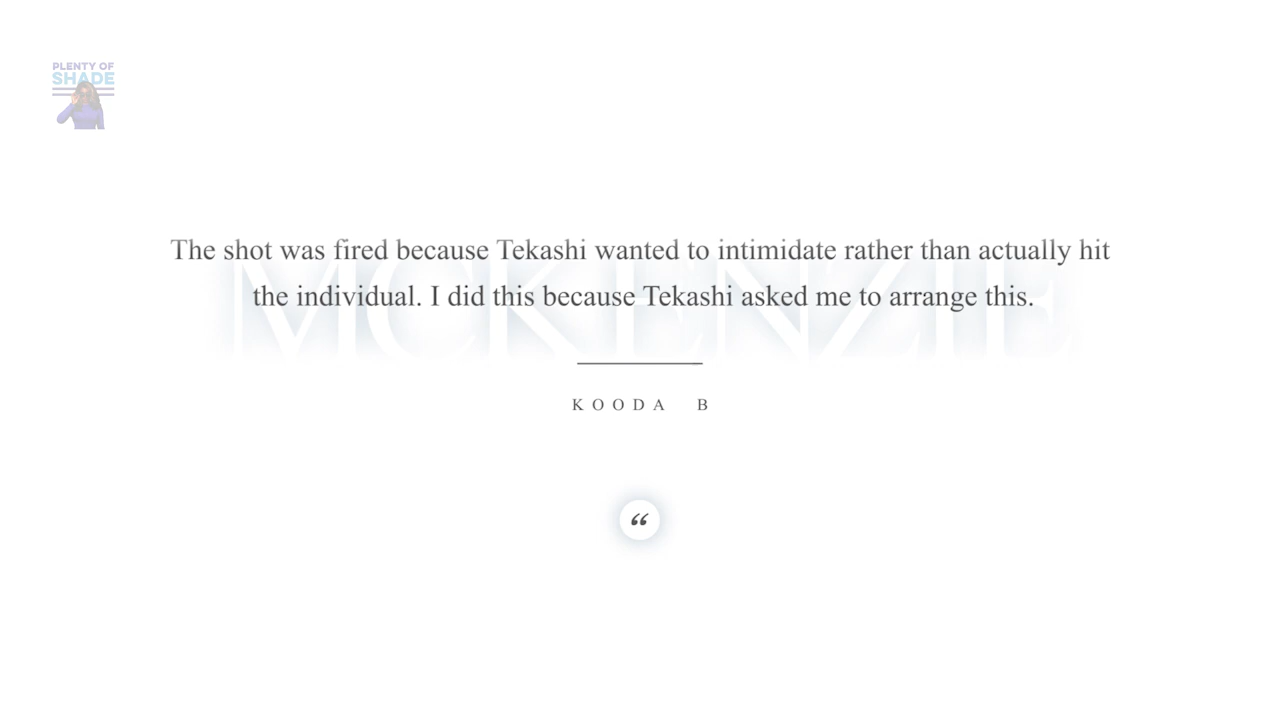 PLENTY OF
SHADE
The shot was fired because Tekashi wanted to intimidate rather than actually hit
the individual. I did this because Tekashi asked me to arrange this.
MCKENZIE
KOODA B
“